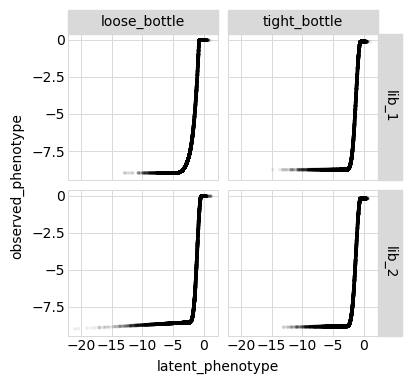 loose_bottle tight_bottle
0
−2.5
−5
−7.5
lib_1
0
−2.5
−5
−7.5
lib_2
observed_phenotype
−20 −15 −10 −5 0 −20 −15 −10 −5 0
latent_phenotype